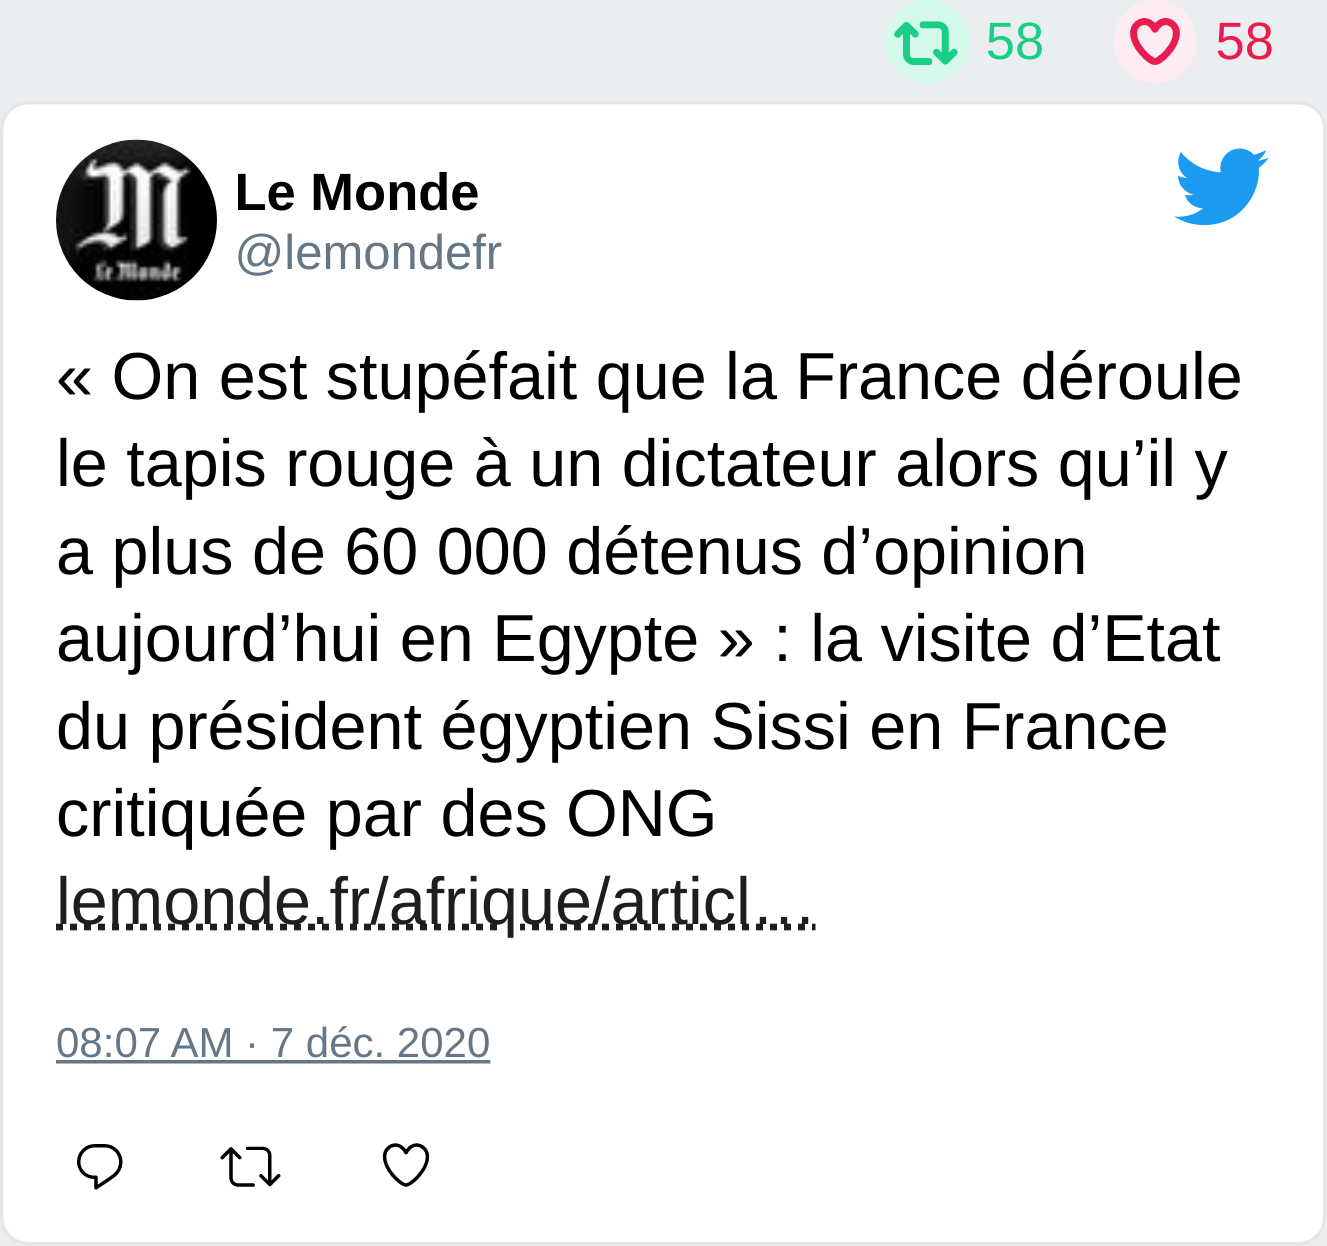 58 58
Le Monde
Le Monde
@lemondefr
« On est stupéfait que la France déroule
le tapis rouge à un dictateur alors qu’il y
a plus de 60 000 détenus d’opinion
aujourd’hui en Egypte » : la visite d’Etat
du président égyptien Sissi en France
critiquée par des ONG
lemonde.fr/afrique/articl…
08:07 AM · 7 déc. 2020